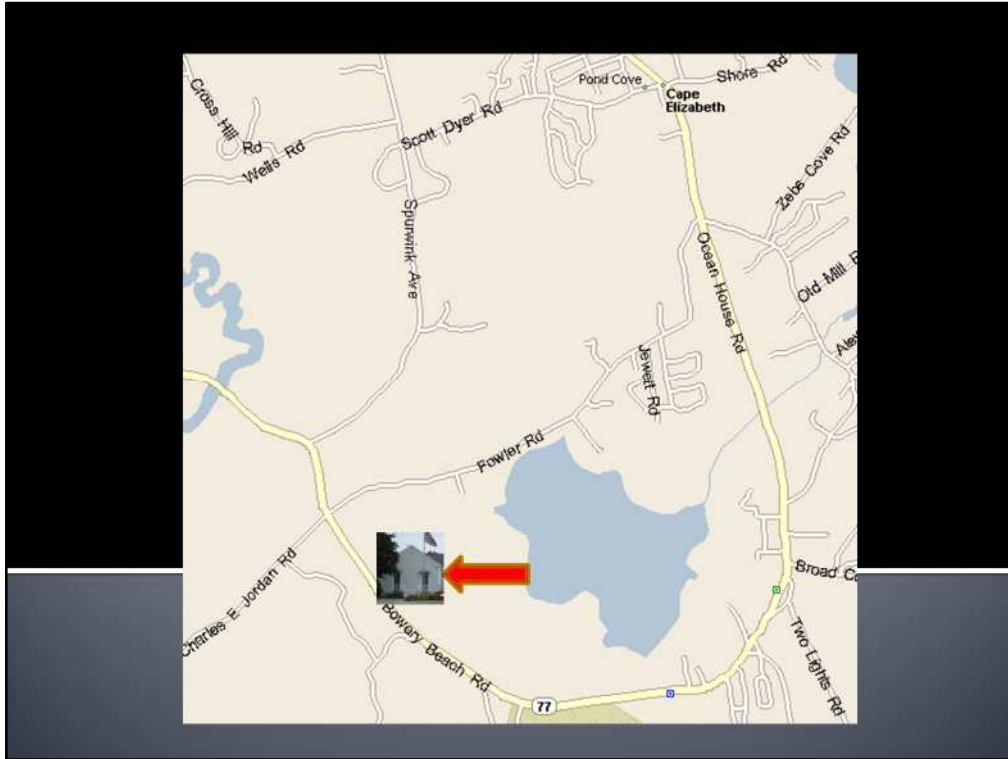 Pond Cove
Shore Rd
Cape
Elizabeth
Cross Hill Rd
Scott Dyer Rd
Wells Rd
Zebs Cove Rd
Spurwink Ave
Ocean House Rd
Old Mill
Jewett Rd
Fowler Rd
Charles E Jordan Rd
Broad
Bowery Beach Rd
Two Lights Rd
77